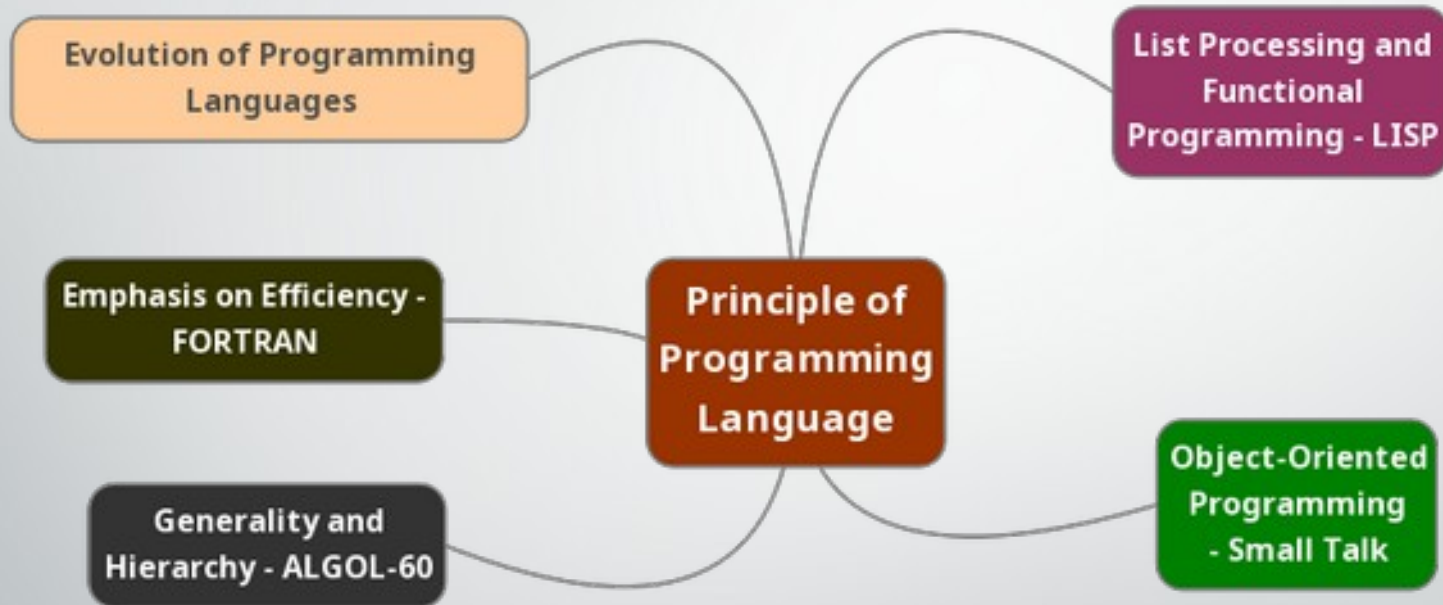 Evolution of Programming
Languages
List Processing and
Functional
Programming - LISP
Emphasis on Efficiency -
FORTRAN
Principle of
Programming
Language
Object-Oriented
Programming
- Small Talk
Generality and
Hierarchy - ALGOL-60